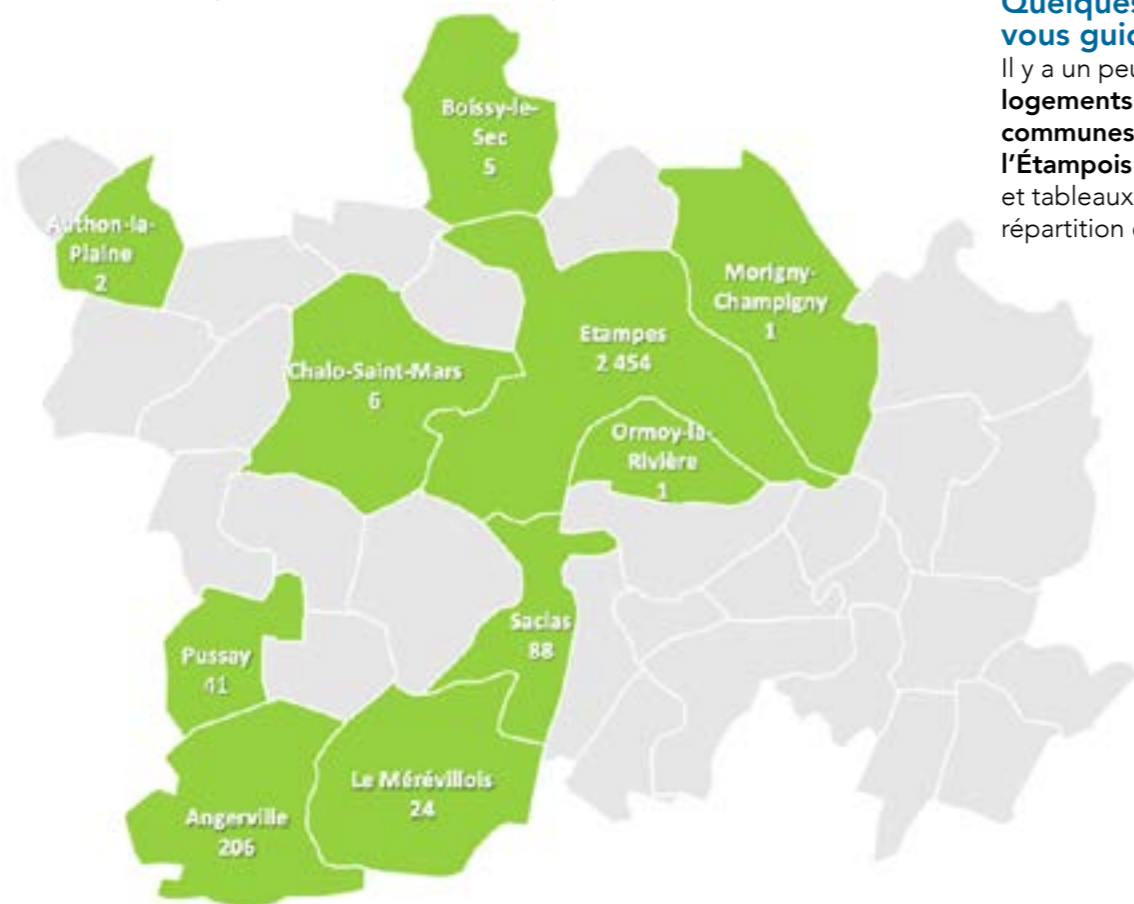 Quelques
vous guid
Il y a un peu
logements
communes
l'Étampois
et tableaux
répartition
Boissy-le-
Sec
5
Authon-la-
Plaine
2
Morigny-
Champigny
1
Etampes
2 454
Chalo-Saint-Mars
6
Ormoy-la-
Rivière
1
Saclas
88
Pussay
41
Le Mérévillois
24
Angerville
206